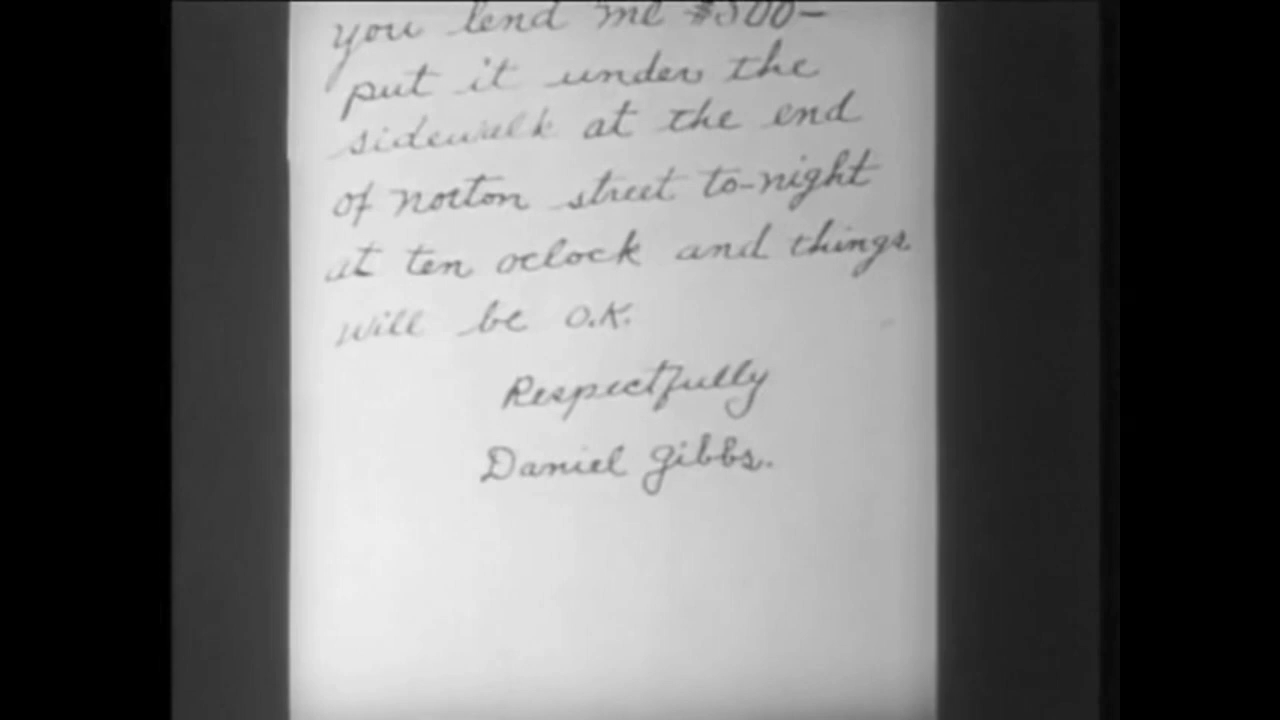 you lend me $500—
put it under the
sidewalk at the end
of norton street to-night
at ten oclock and things
will be O.K.
Respectfully
Daniel Gibbs.